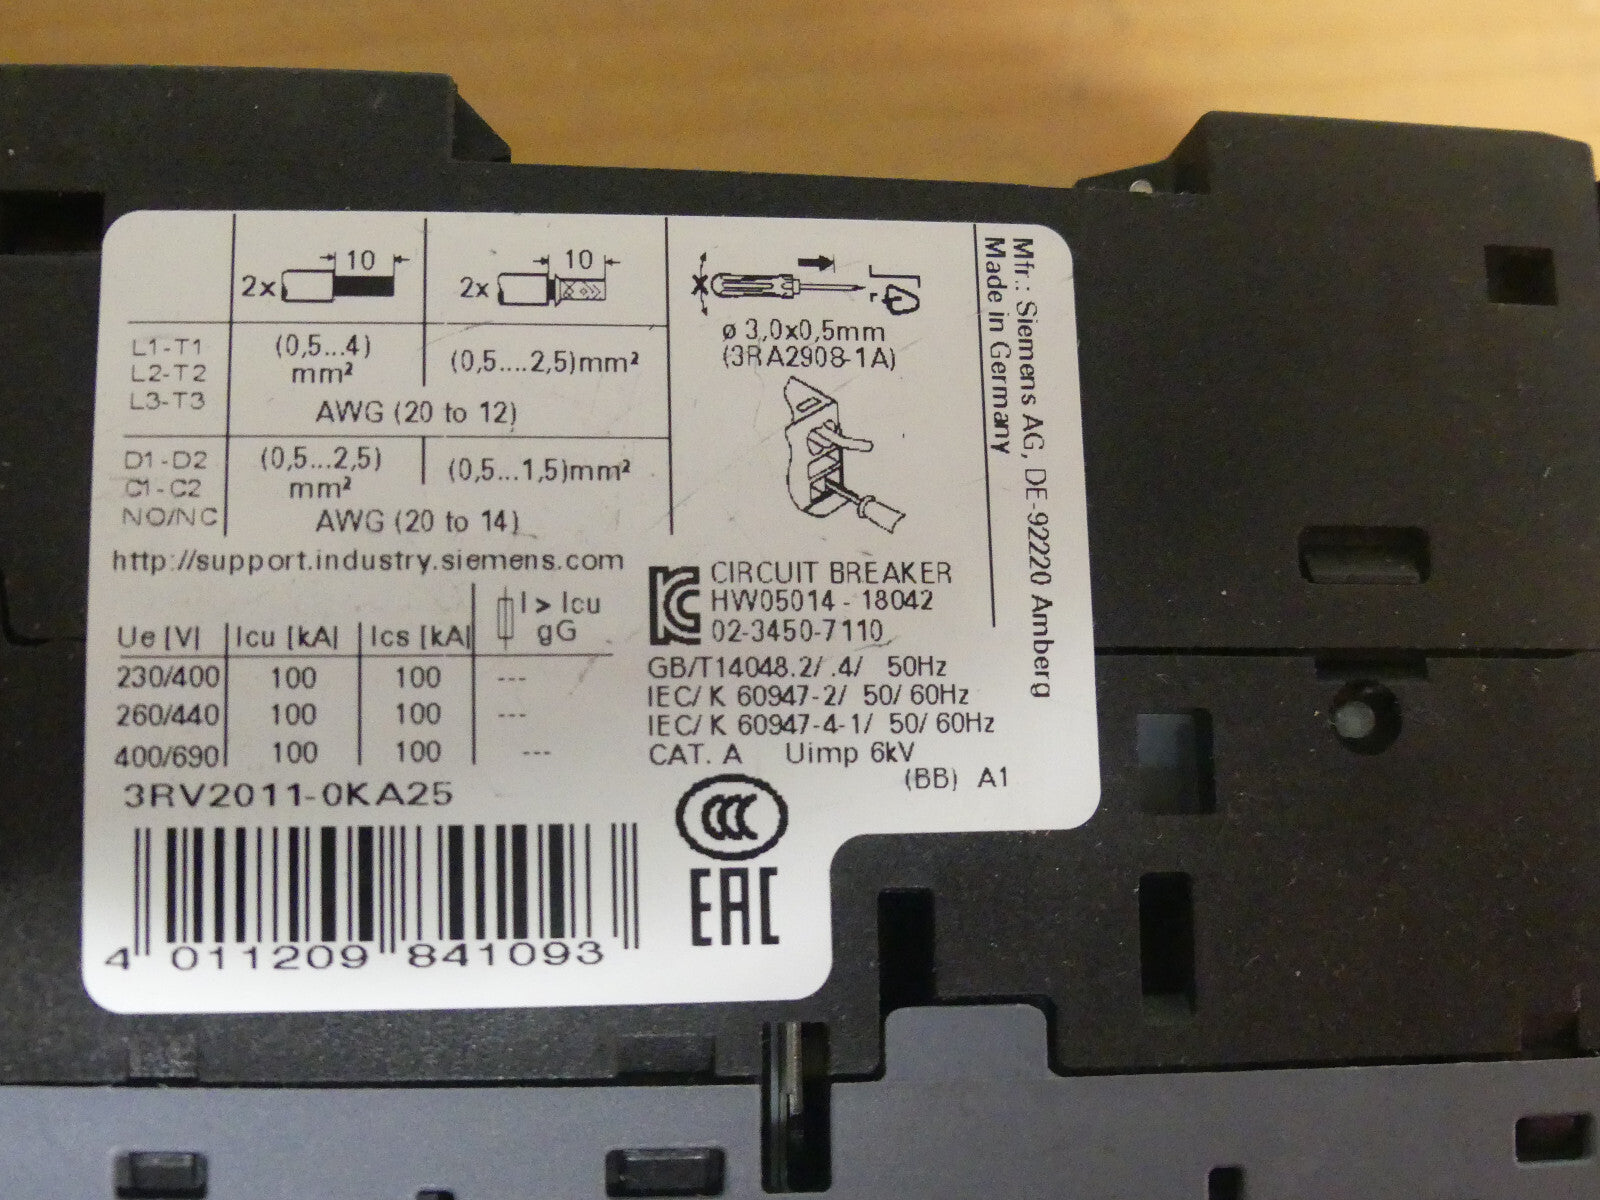 10
2x
10
2x
L1-T1
L2-T2
L3-T3
(0,5...4)
mm²
(0,5....2,5)mm²
AWG (20 to 12)
D1-D2
C1-C2
NO/NC
(0,5...2,5)
mm²
(0,5...1,5)mm²
AWG (20 to 14)
ø 3,0x0,5mm
(3RA2908-1A)
Mfr.: Siemens AG, DE-92220 Amberg
Made in Germany
http://support.industry.siemens.com
Ue [V] Icu [kA] Ics [kA] I > Icu
gG
230/400 100 100 ---
260/440 100 100 ---
400/690 100 100 ---
3RV2011-0KA25
4 011209 841093
CIRCUIT BREAKER
HW05014 - 18042
02-3450-7110
GB/T14048.2/ .4/ 50Hz
IEC/ K 60947-2/ 50/ 60Hz
IEC/ K 60947-4-1/ 50/ 60Hz
CAT. A Uimp 6kV
(BB) A1
CCC
EAC